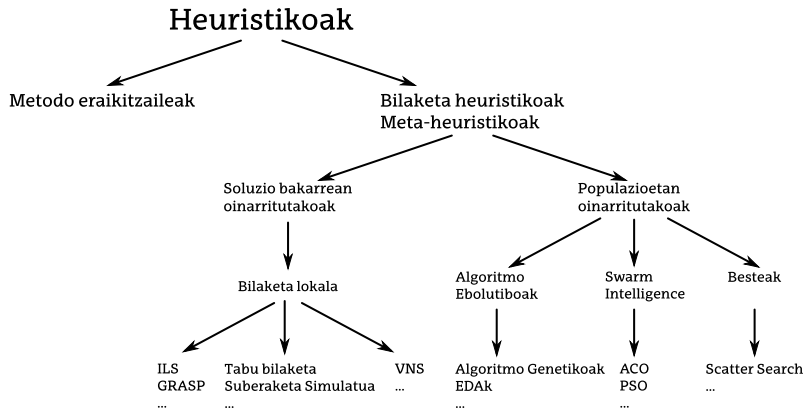 Heuristikoak
Metodo eraikitzaileak
Bilaketa heuristikoak
Meta-heuristikoak
Soluzio bakarrean
oinarritutakoak
Populazioetan
oinarritutakoak
Bilaketa lokala
Algoritmo
Ebolutiboak
Swarm
Intelligence
Besteak
ILS
GRASP
...
Tabu bilaketa
Suberaketa Simulatua
...
VNS
...
Algoritmo Genetikoak
EDAk
...
ACO
PSO
...
Scatter Search
...